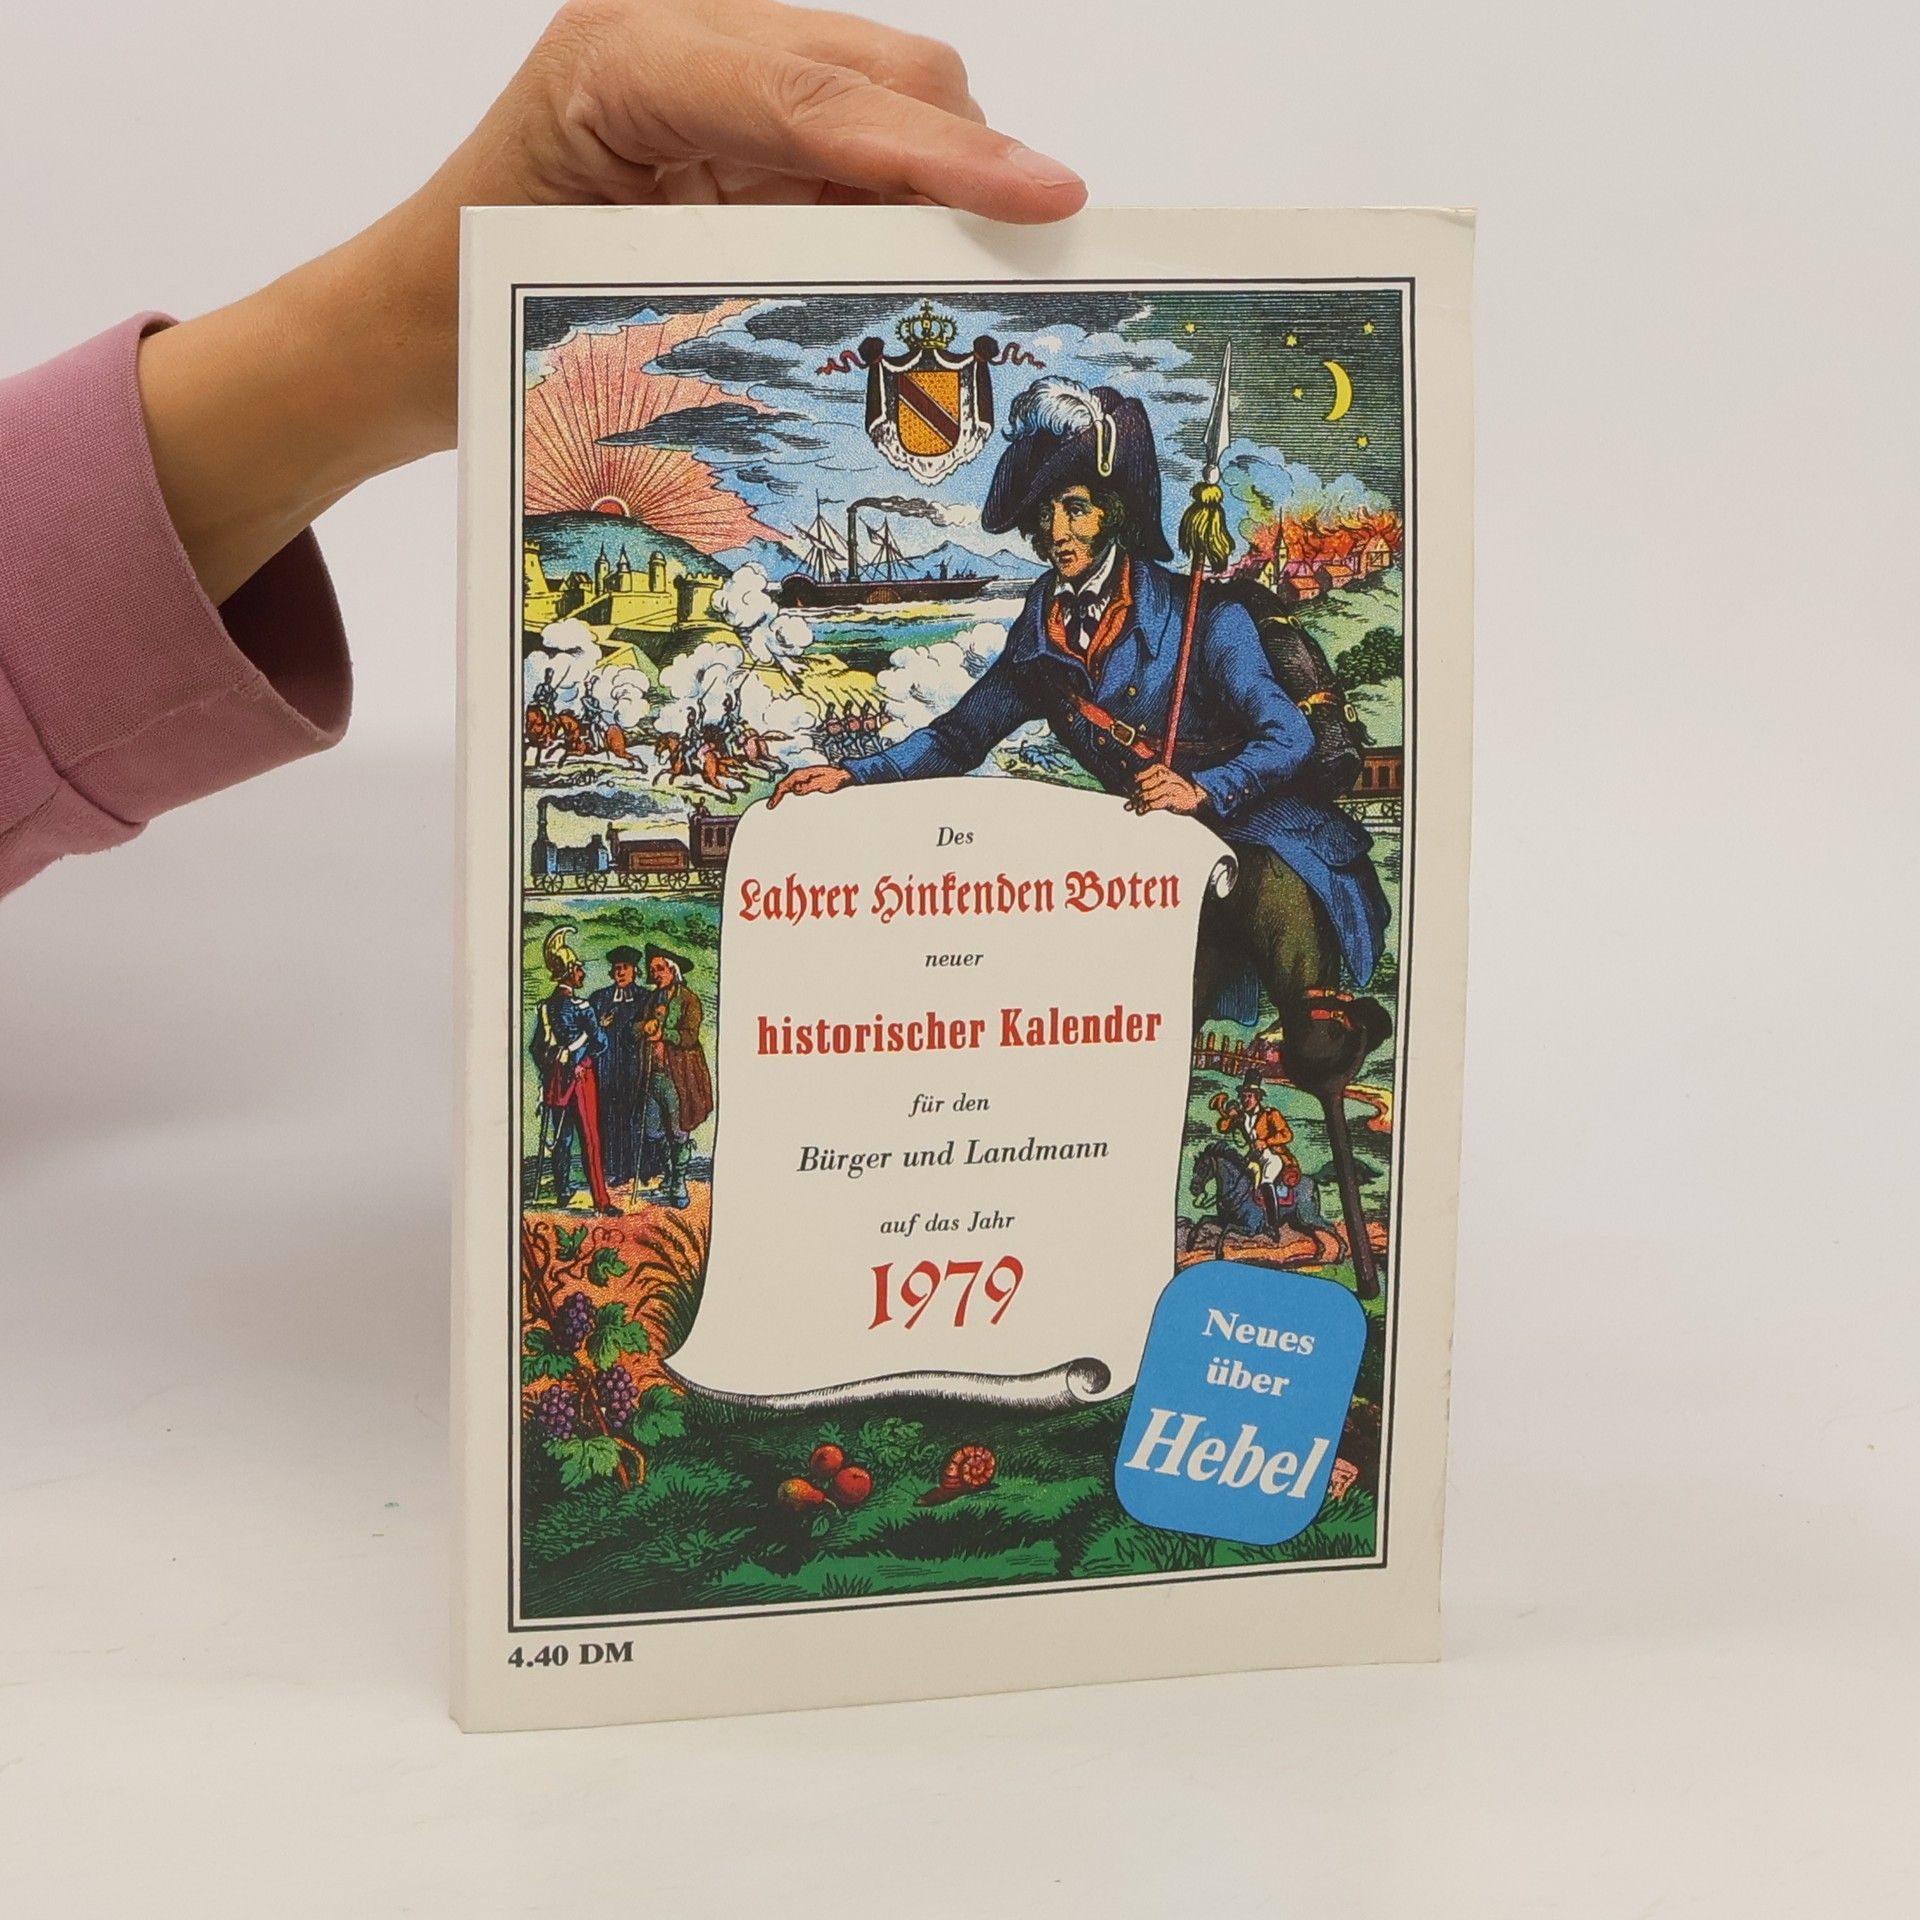 Des
Lahrer Hinkenden Boten
neuer
historischer Kalender
für den
Bürger und Landmann
auf das Jahr
1979
Neues
über
Hebel
4.40 DM